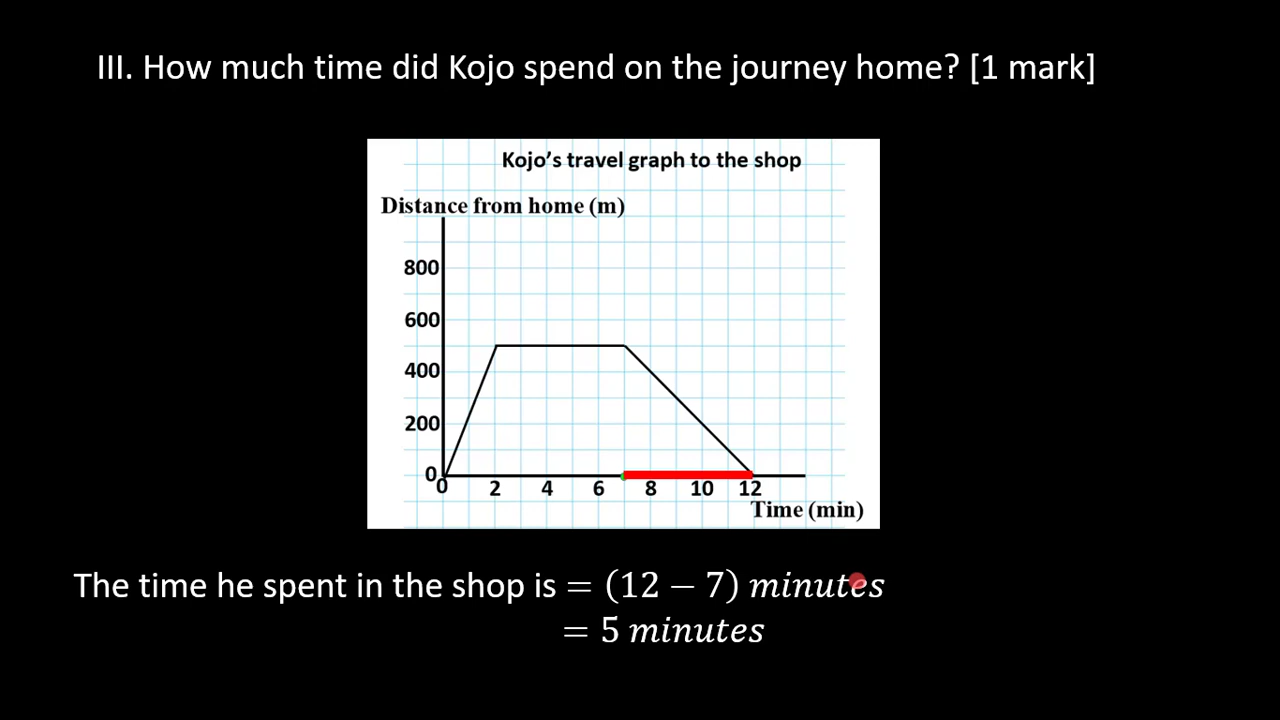 III. How much time did Kojo spend on the journey home? [1 mark]
Kojo's travel graph to the shop
Distance from home (m)
800
600
400
200
0
0 2 4 6 8 10 12
Time (min)
The time he spent in the shop is = (12 − 7) minutes
= 5 minutes